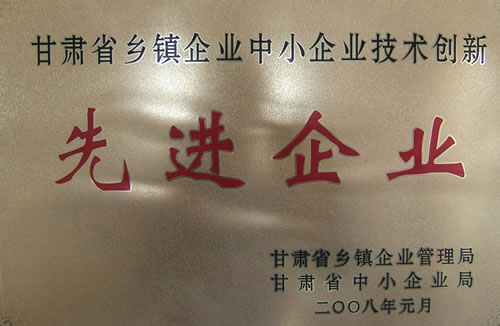 甘肃省乡镇企业中小企业技术创新
先进企业
甘肃省乡镇企业管理局
甘肃省中小企业局
二〇〇八年元月